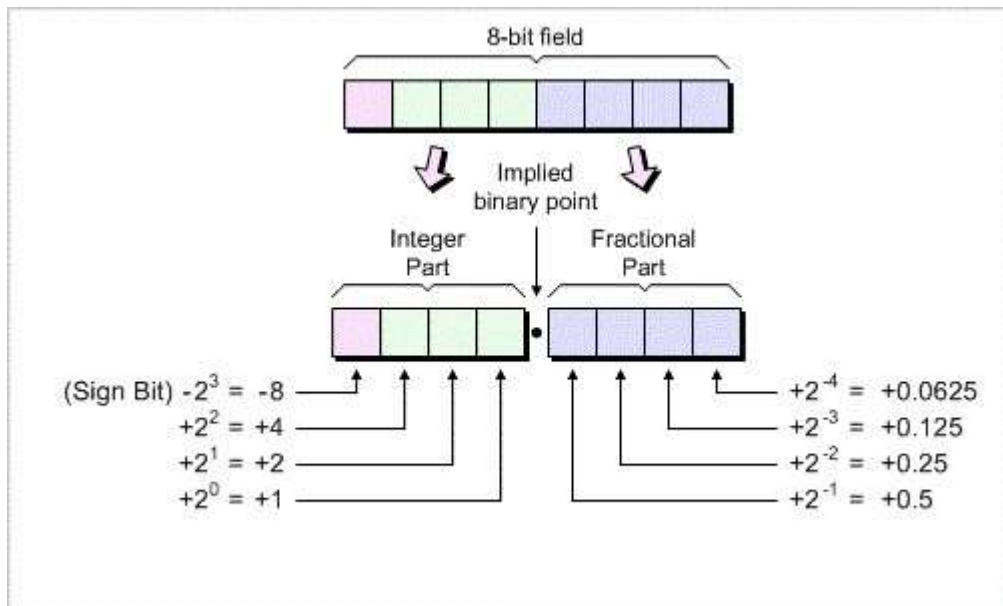 8-bit field
Implied
binary point
Integer
Part
Fractional
Part
(Sign Bit) -2³ = -8
+2² = +4
+2¹ = +2
+2⁰ = +1
+2⁻⁴ = +0.0625
+2⁻³ = +0.125
+2⁻² = +0.25
+2⁻¹ = +0.5